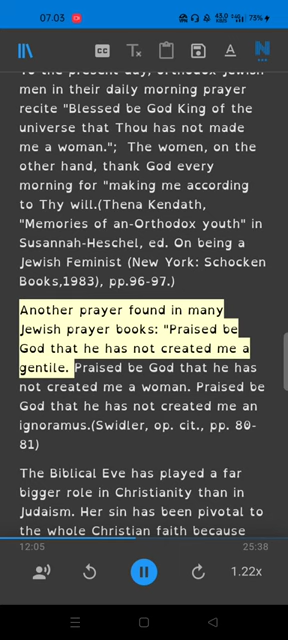 07.03
73%
CC
A
N
To the present day, orthodox Jewish
men in their daily morning prayer
recite "Blessed be God King of the
universe that Thou has not made
me a woman.";  The women, on the
other hand, thank God every
morning for "making me according
to Thy will.(Thena Kendath,
"Memories of an-Orthodox youth" in
Susannah-Heschel, ed. On being a
Jewish Feminist (New York: Schocken
Books,1983), pp.96-97.)
Another prayer found in many
Jewish prayer books: "Praised be
God that he has not created me a
gentile. Praised be God that he has
not created me a woman. Praised be
God that he has not created me an
ignoramus.(Swidler, op. cit., pp. 80-
81)
The Biblical Eve has played a far
bigger role in Christianity than in
Judaism. Her sin has been pivotal to
the whole Christian faith because
12:05
25:38
1.22x